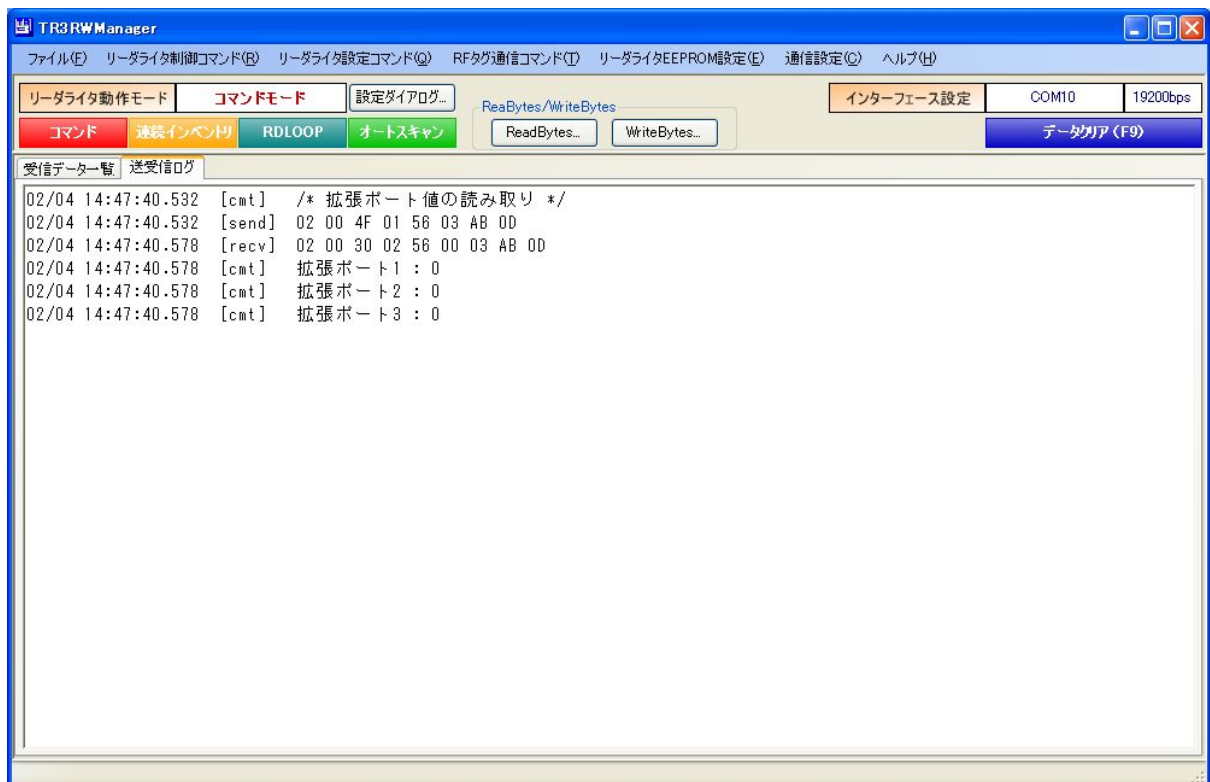 TR3RWManager
ファイル(F) リーダライタ制御コマンド(R) リーダライタ設定コマンド(Q) RFタグ通信コマンド(T) リーダライタEEPROM設定(E) 通信設定(C) ヘルプ(H)
リーダライタ動作モード コマンドモード 設定ダイアログ... ReaBytes/WriteBytes インターフェース設定 COM10 19200bps
コマンド 連続インベントリ RDLOOP オートスキャン ReadBytes... WriteBytes... データクリア(F9)
受信データ一覧 送受信ログ
02/04 14:47:40.532 [cmt] /* 拡張ポート値の読み取り */
02/04 14:47:40.532 [send] 02 00 4F 01 56 03 AB 0D
02/04 14:47:40.578 [recv] 02 00 30 02 56 00 03 AB 0D
02/04 14:47:40.578 [cmt] 拡張ポート1 : 0
02/04 14:47:40.578 [cmt] 拡張ポート2 : 0
02/04 14:47:40.578 [cmt] 拡張ポート3 : 0